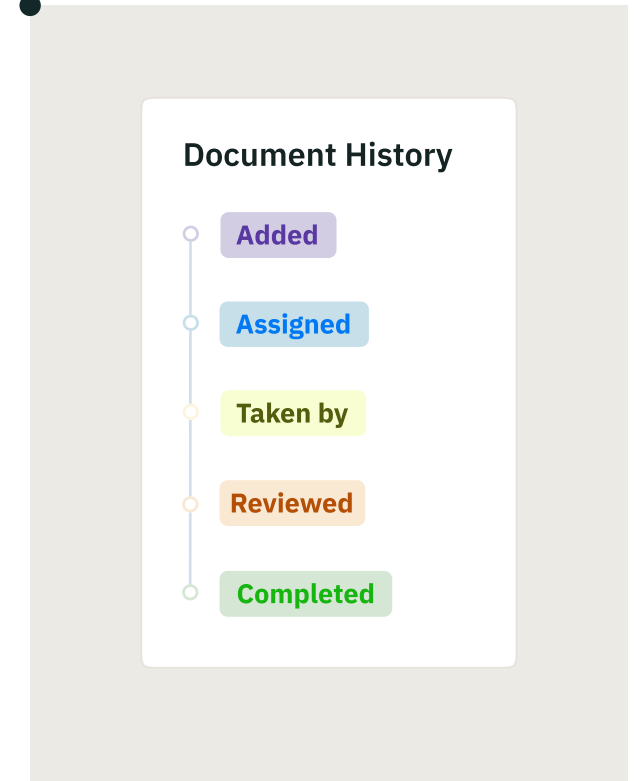 Document History
Added
Assigned
Taken by
Reviewed
Completed